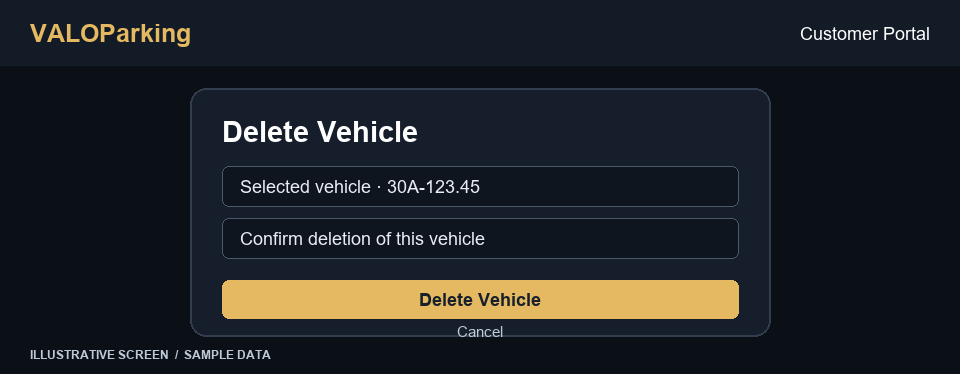 VALOParking
Customer Portal
Delete Vehicle
Selected vehicle · 30A-123.45
Confirm deletion of this vehicle
Delete Vehicle
Cancel
ILLUSTRATIVE SCREEN / SAMPLE DATA